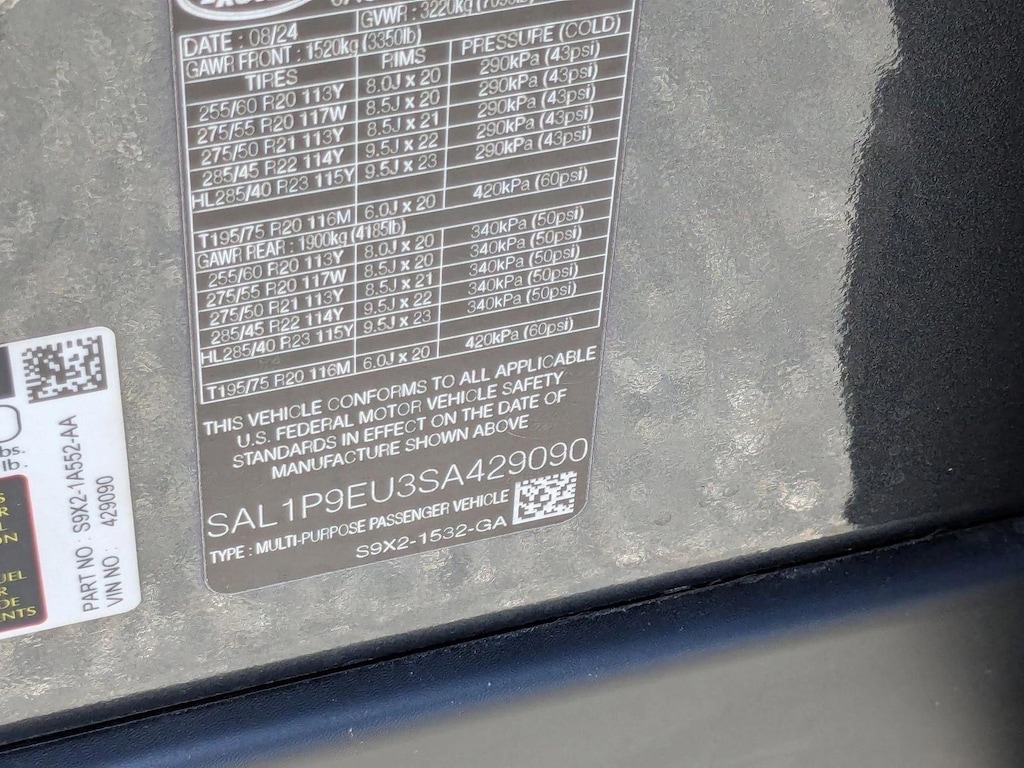 GVWR : 3220kg
DATE : 08/24
GAWR FRONT : 1520kg (3350lb)
TIRES RIMS PRESSURE (COLD)
255/60 R20 113Y 8.0J x 20 290kPa (43psi)
275/55 R20 117W 8.5J x 20 290kPa (43psi)
275/50 R21 113Y 8.5J x 21 290kPa (43psi)
285/45 R22 114Y 9.5J x 22 290kPa (43psi)
HL285/40 R23 115Y 9.5J x 23 290kPa (43psi)
T195/75 R20 116M 6.0J x 20 420kPa (60psi)
GAWR REAR : 1900kg (4185lb)
255/60 R20 113Y 8.0J x 20 340kPa (50psi)
275/55 R20 117W 8.5J x 20 340kPa (50psi)
275/50 R21 113Y 8.5J x 21 340kPa (50psi)
285/45 R22 114Y 9.5J x 22 340kPa (50psi)
HL285/40 R23 115Y 9.5J x 23 340kPa (50psi)
T195/75 R20 116M 6.0J x 20 420kPa (60psi)
THIS VEHICLE CONFORMS TO ALL APPLICABLE
U.S. FEDERAL MOTOR VEHICLE SAFETY
STANDARDS IN EFFECT ON THE DATE OF
MANUFACTURE SHOWN ABOVE
SAL1P9EU3SA429090
TYPE : MULTI-PURPOSE PASSENGER VEHICLE
S9X2-1532-GA
PART NO : S9X2-1A552-AA
VIN NO : 429090
bs.
lb.